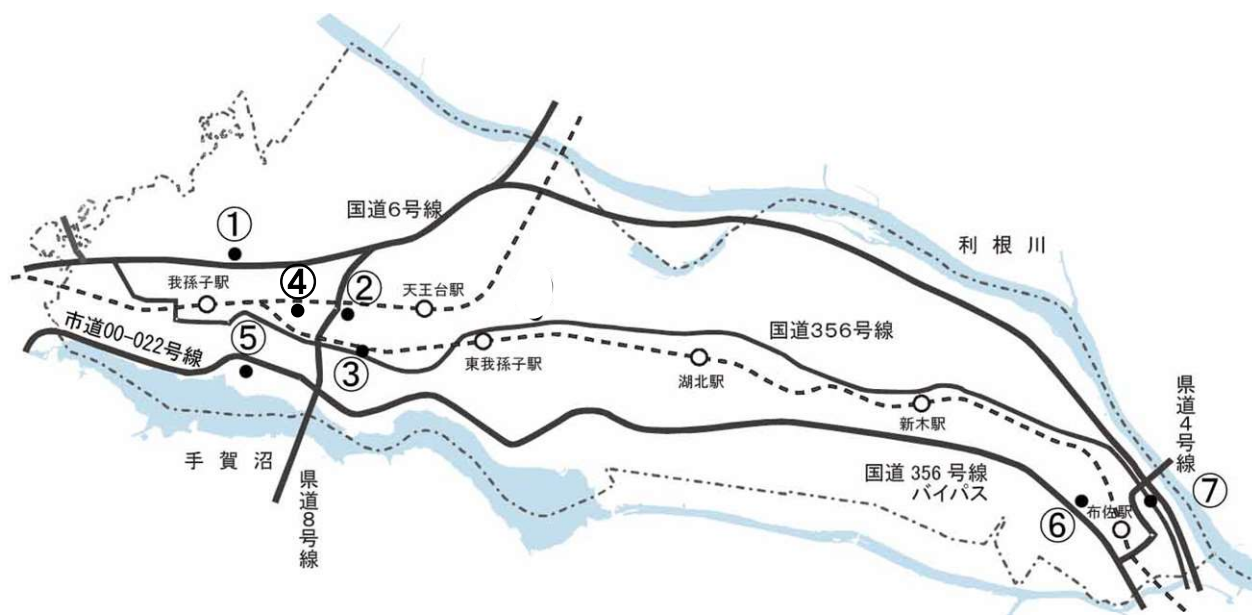 国道6号線
利根川
①
我孫子駅
④
②
天王台駅
市道00-022号線
⑤
③
東我孫子駅
国道356号線
湖北駅
新木駅
県道4号線
手賀沼
県道8号線
国道356号線
バイパス
⑥
布佐駅
⑦